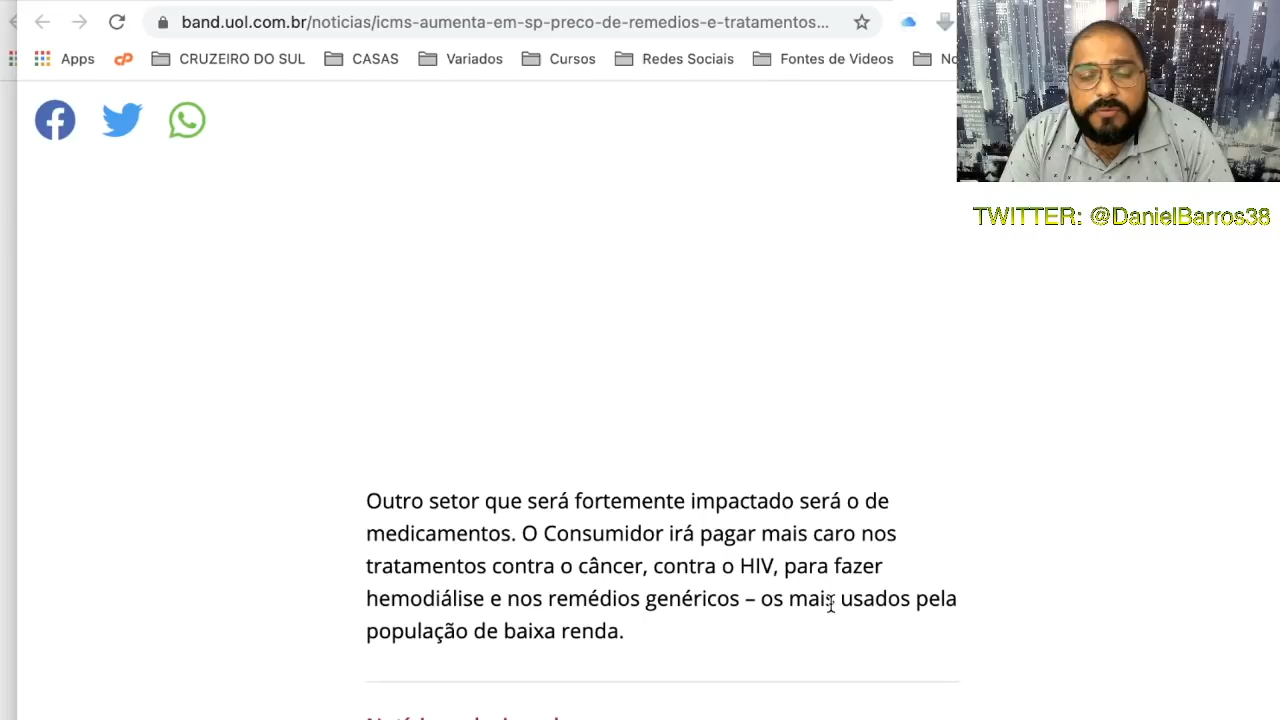 band.uol.com.br/noticias/icms-aumenta-em-sp-preco-de-remedios-e-tratamentos...
Apps CRUZEIRO DO SUL CASAS Variados Cursos Redes Sociais Fontes de Videos
TWITTER: @DanielBarros38
Outro setor que será fortemente impactado será o de
medicamentos. O Consumidor irá pagar mais caro nos
tratamentos contra o câncer, contra o HIV, para fazer
hemodiálise e nos remédios genéricos – os mais usados pela
população de baixa renda.